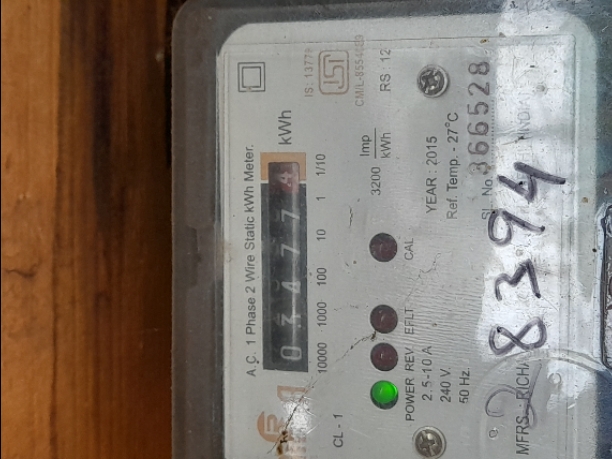 A.C. 1 Phase 2 Wire Static kWh Meter.
0 3 4 7 7 4 kWh
10000 1000 100 10 1 1/10
CL - 1
IS : 13779
CM/L-8554
RS : 12
3200 Imp
kWh
POWER REV EFLT CAL
2.5-10 A
240 V.
50 Hz.
YEAR : 2015
Ref. Temp. - 27°C
Sl. No. 366528
MFRS.: RICHA
INDIA
8394